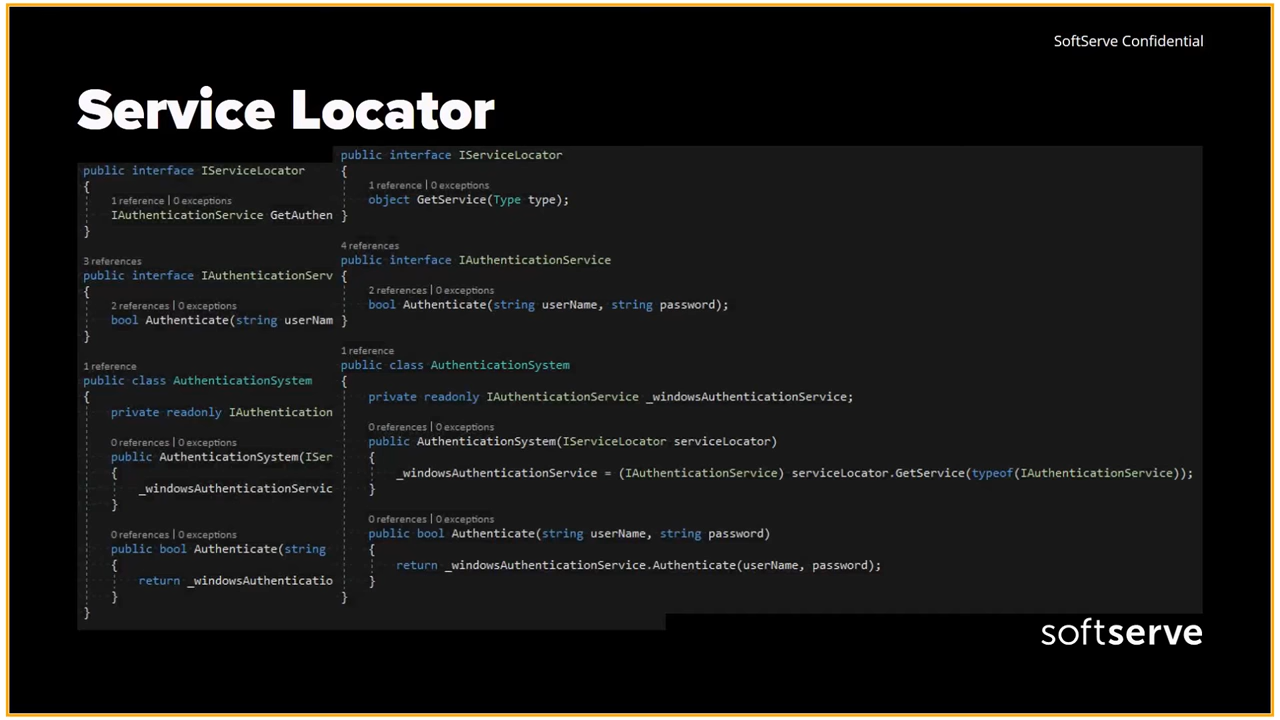 SoftServe Confidential
Service Locator
public interface IServiceLocator
{
1 reference | 0 exceptions
IAuthenticationService GetAuthen
}
3 references
public interface IAuthenticationServ
{
2 references | 0 exceptions
bool Authenticate(string userNam
}
1 reference
public class AuthenticationSystem
{
private readonly IAuthentication
0 references | 0 exceptions
public AuthenticationSystem(ISer
{
_windowsAuthenticationServic
}
0 references | 0 exceptions
public bool Authenticate(string
{
return _windowsAuthenticatio
}
}
public interface IServiceLocator
{
1 reference | 0 exceptions
object GetService(Type type);
}
4 references
public interface IAuthenticationService
{
2 references | 0 exceptions
bool Authenticate(string userName, string password);
}
1 reference
public class AuthenticationSystem
{
private readonly IAuthenticationService _windowsAuthenticationService;
0 references | 0 exceptions
public AuthenticationSystem(IServiceLocator serviceLocator)
{
_windowsAuthenticationService = (IAuthenticationService) serviceLocator.GetService(typeof(IAuthenticationService));
}
0 references | 0 exceptions
public bool Authenticate(string userName, string password)
{
return _windowsAuthenticationService.Authenticate(userName, password);
}
}
softserve